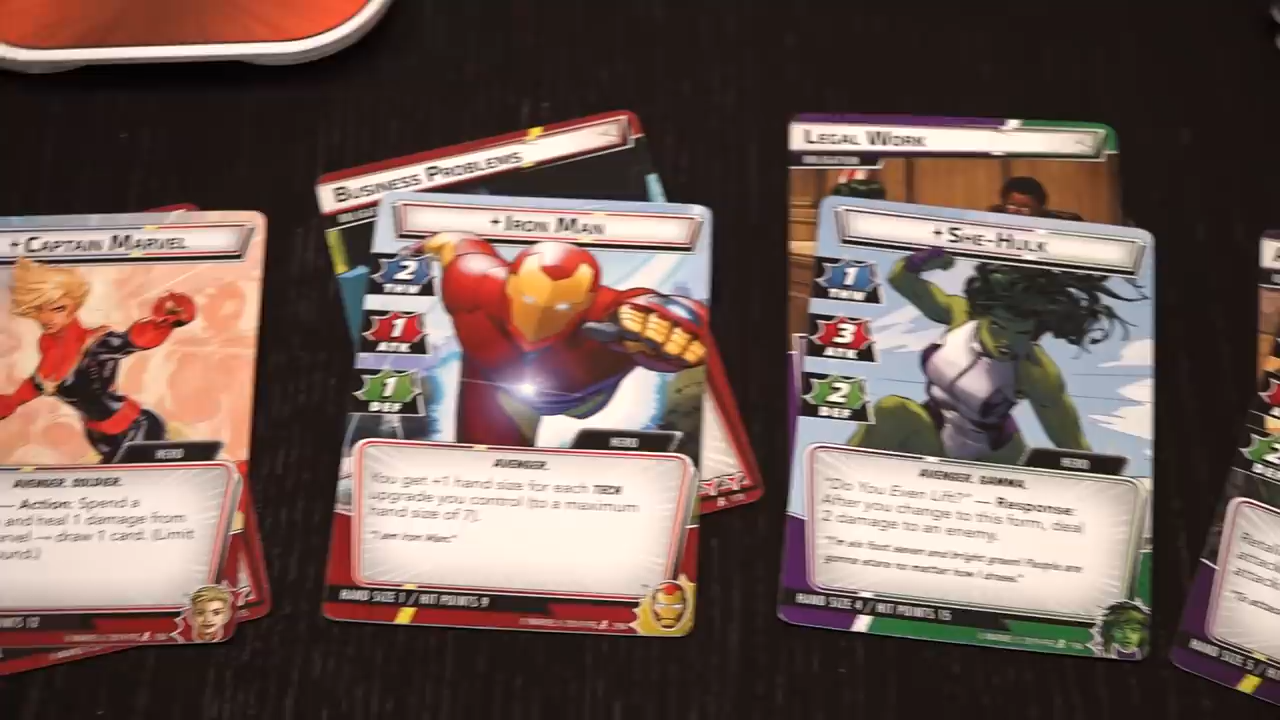 Captain Marvel
HERO
AVENGER. SOLDIER.
— Action: Spend a
and heal 1 damage from
arvel — draw 1 card. (Limit
ound.)
Business Problems
Iron Man
2
THW
1
ATK
1
DEF
HERO
AVENGER.
You get +1 hand size for each TECH
upgrade you control (to a maximum
hand size of 7).
"I am Iron Man."
HAND SIZE 1 / HIT POINTS 9
Legal Work
OBLIGATION
She-Hulk
1
THW
3
ATK
2
DEF
HERO
AVENGER. GAMMA.
"Do You Even Lift?" — Response:
After you change to this form, deal
2 damage to an enemy.
HAND SIZE 4 / HIT POINTS 15
HAND SIZE 5 /